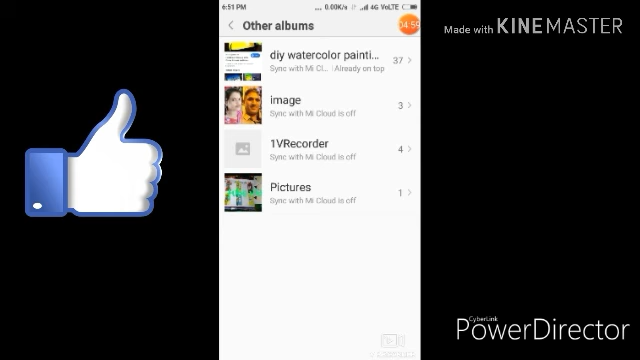 6:51 PM
... 0.00K/s
4G VoLTE
04:59
Other albums
Made with KINEMASTER
diy watercolor painti...
37
Sync with Mi Cl... | Already on top
image
3
Sync with Mi Cloud is off
1VRecorder
4
Sync with Mi Cloud is off
Pictures
1
Sync with Mi Cloud is off
CyberLink
PowerDirector